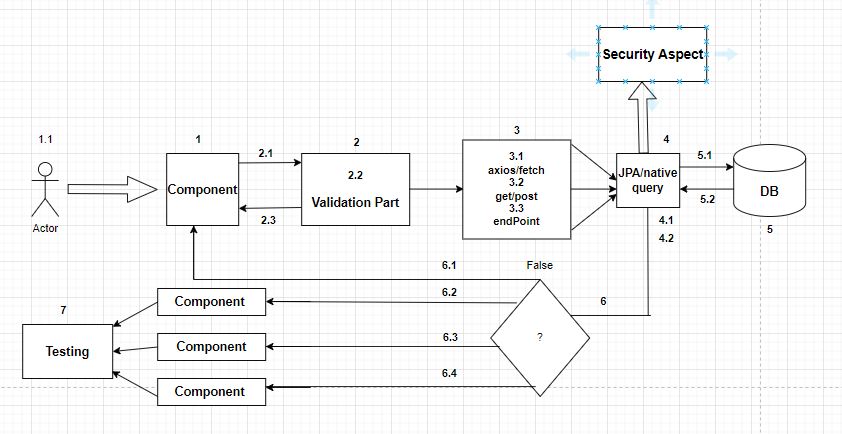 Security Aspect
1.1
1
2.1
2
3
4
5.1
Component
2.2
Validation Part
3.1
axios/fetch
3.2
get/post
3.3
endPoint
JPA/native
query
DB
Actor
2.3
5.2
4.1
4.2
5
6.1
False
6.2
6
7
Component
Testing
Component
6.3
?
6.4
Component